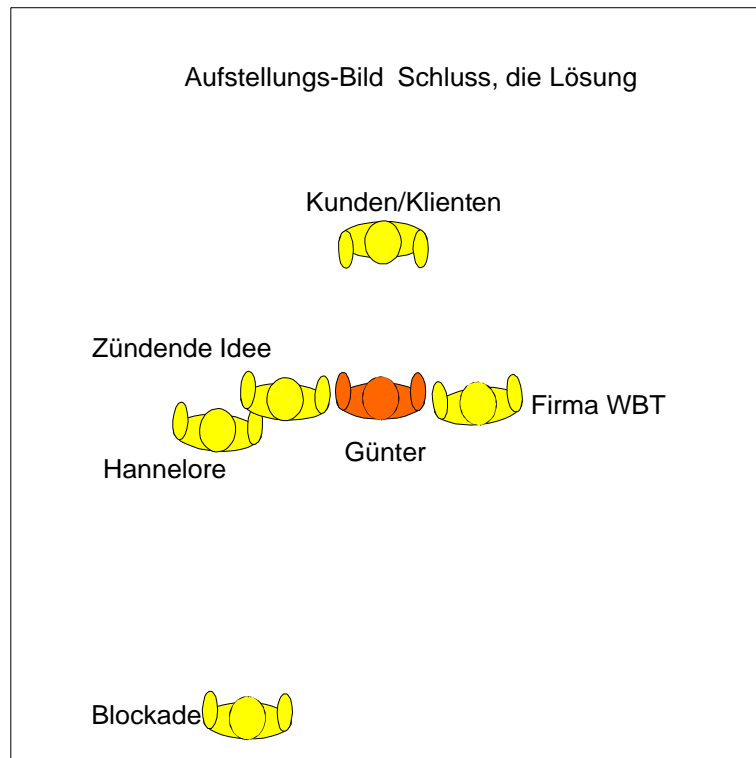 Aufstellungs-Bild  Schluss, die Lösung
Kunden/Klienten
Zündende Idee
Firma WBT
Günter
Hannelore
Blockade